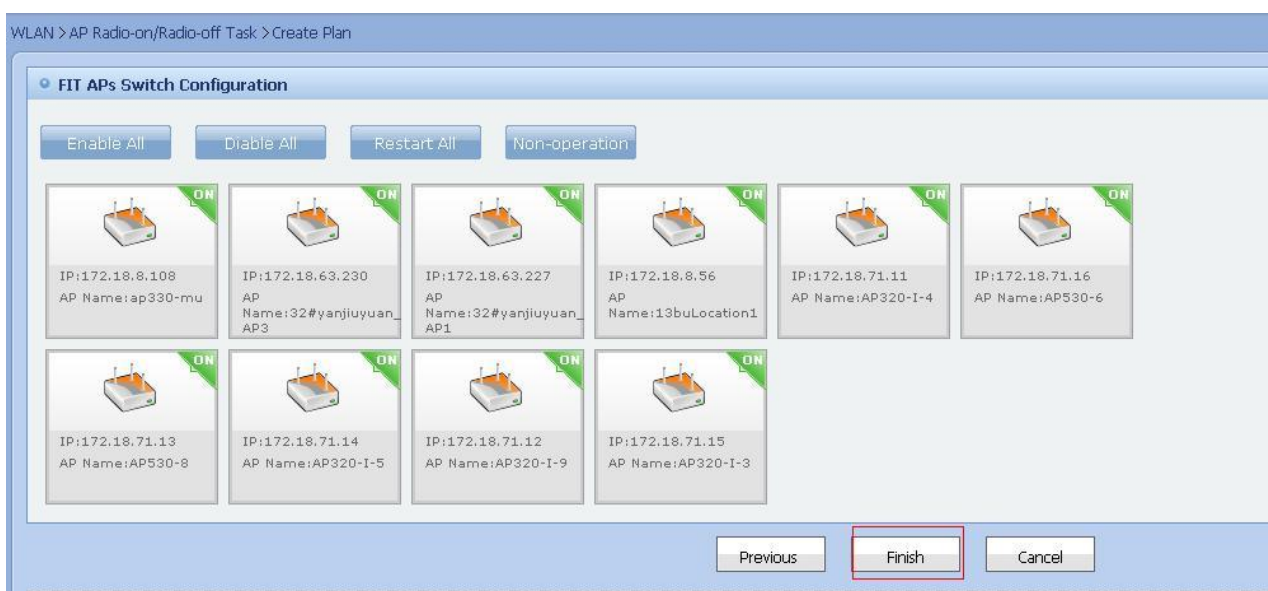 WLAN > AP Radio-on/Radio-off Task > Create Plan
FIT APs Switch Configuration
Enable All Diable All Restart All Non-operation
ON ON ON ON ON ON
IP:172.18.8.108
AP Name:ap330-mu
IP:172.18.63.230
AP
Name:32#yanjiuyuan_
AP3
IP:172.18.63.227
AP
Name:32#yanjiuyuan_
AP1
IP:172.18.8.56
AP
Name:13buLocation1
IP:172.18.71.11
AP Name:AP320-I-4
IP:172.18.71.16
AP Name:AP530-6
ON ON ON ON
IP:172.18.71.13
AP Name:AP530-8
IP:172.18.71.14
AP Name:AP320-I-5
IP:172.18.71.12
AP Name:AP320-I-9
IP:172.18.71.15
AP Name:AP320-I-3
Previous Finish Cancel